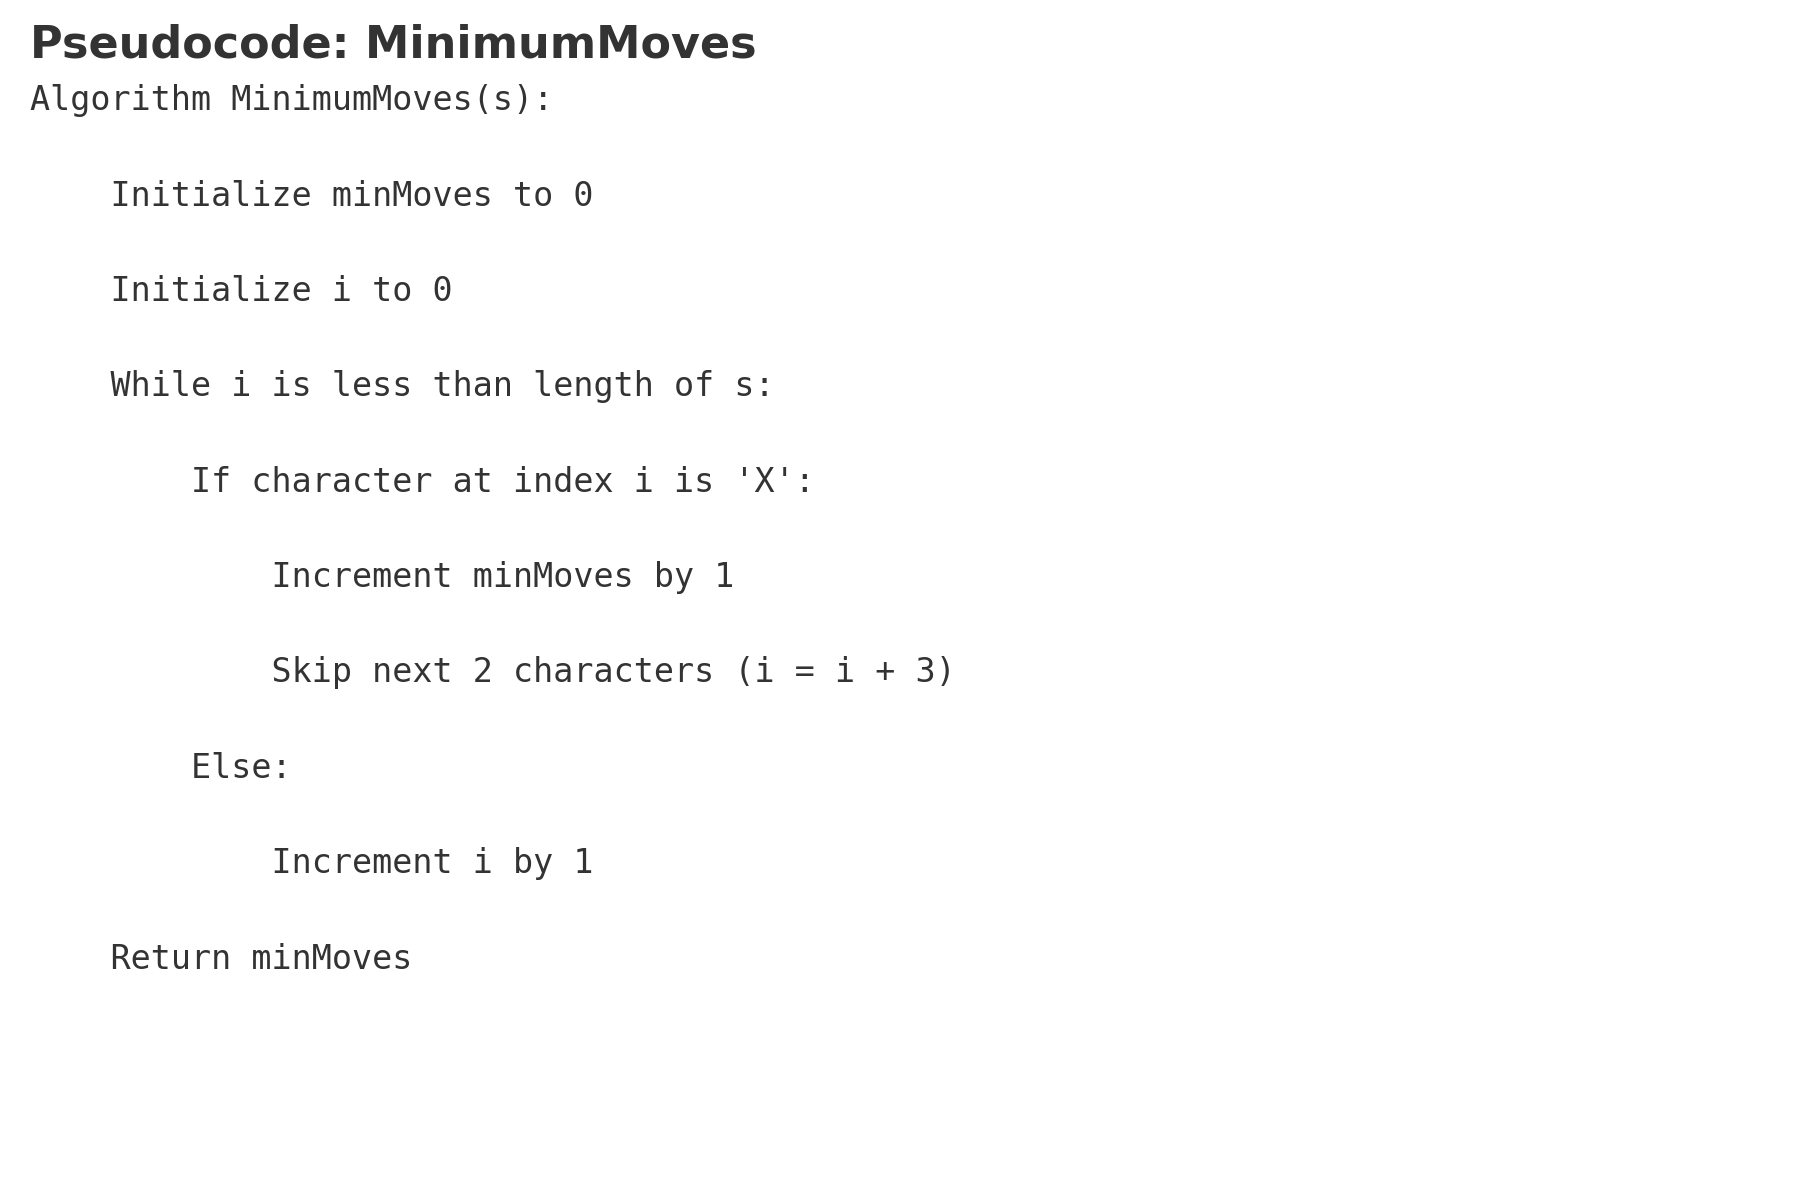 Pseudocode: MinimumMoves
Algorithm MinimumMoves(s):
    Initialize minMoves to 0
    Initialize i to 0
    While i is less than length of s:
        If character at index i is 'X':
            Increment minMoves by 1
            Skip next 2 characters (i = i + 3)
        Else:
            Increment i by 1
    Return minMoves